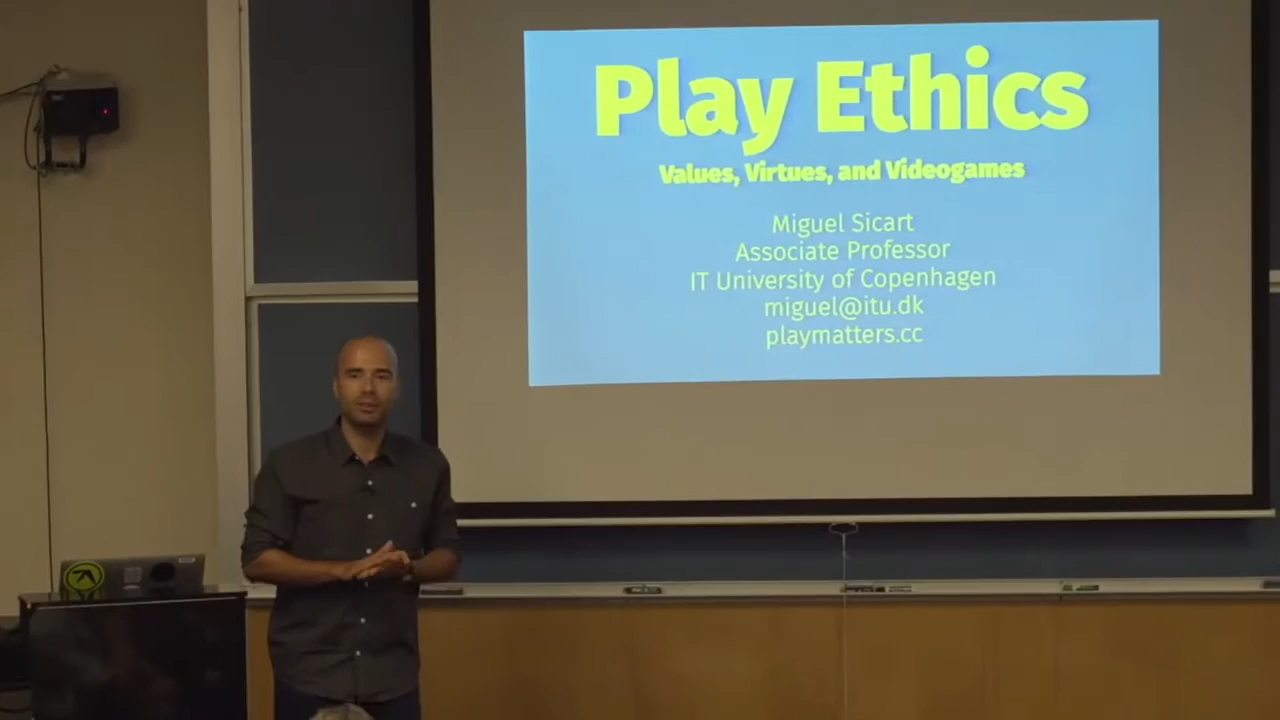 Play Ethics
Values, Virtues, and Videogames
Miguel Sicart
Associate Professor
IT University of Copenhagen
miguel@itu.dk
playmatters.cc